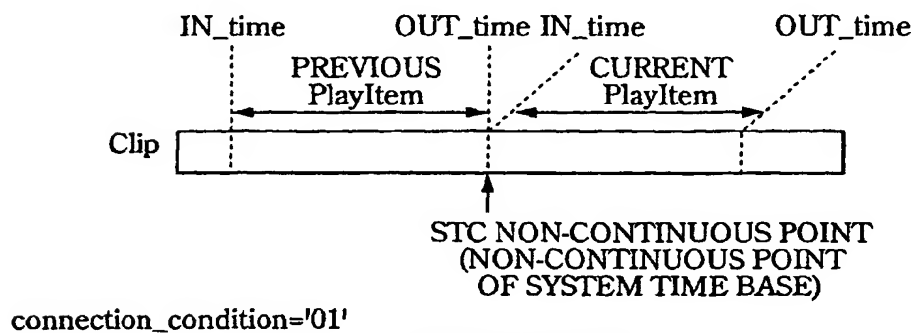 IN_time OUT_time IN_time OUT_time
PREVIOUS CURRENT
PlayItem PlayItem
Clip
STC NON-CONTINUOUS POINT
(NON-CONTINUOUS POINT
OF SYSTEM TIME BASE)
connection_condition='01'